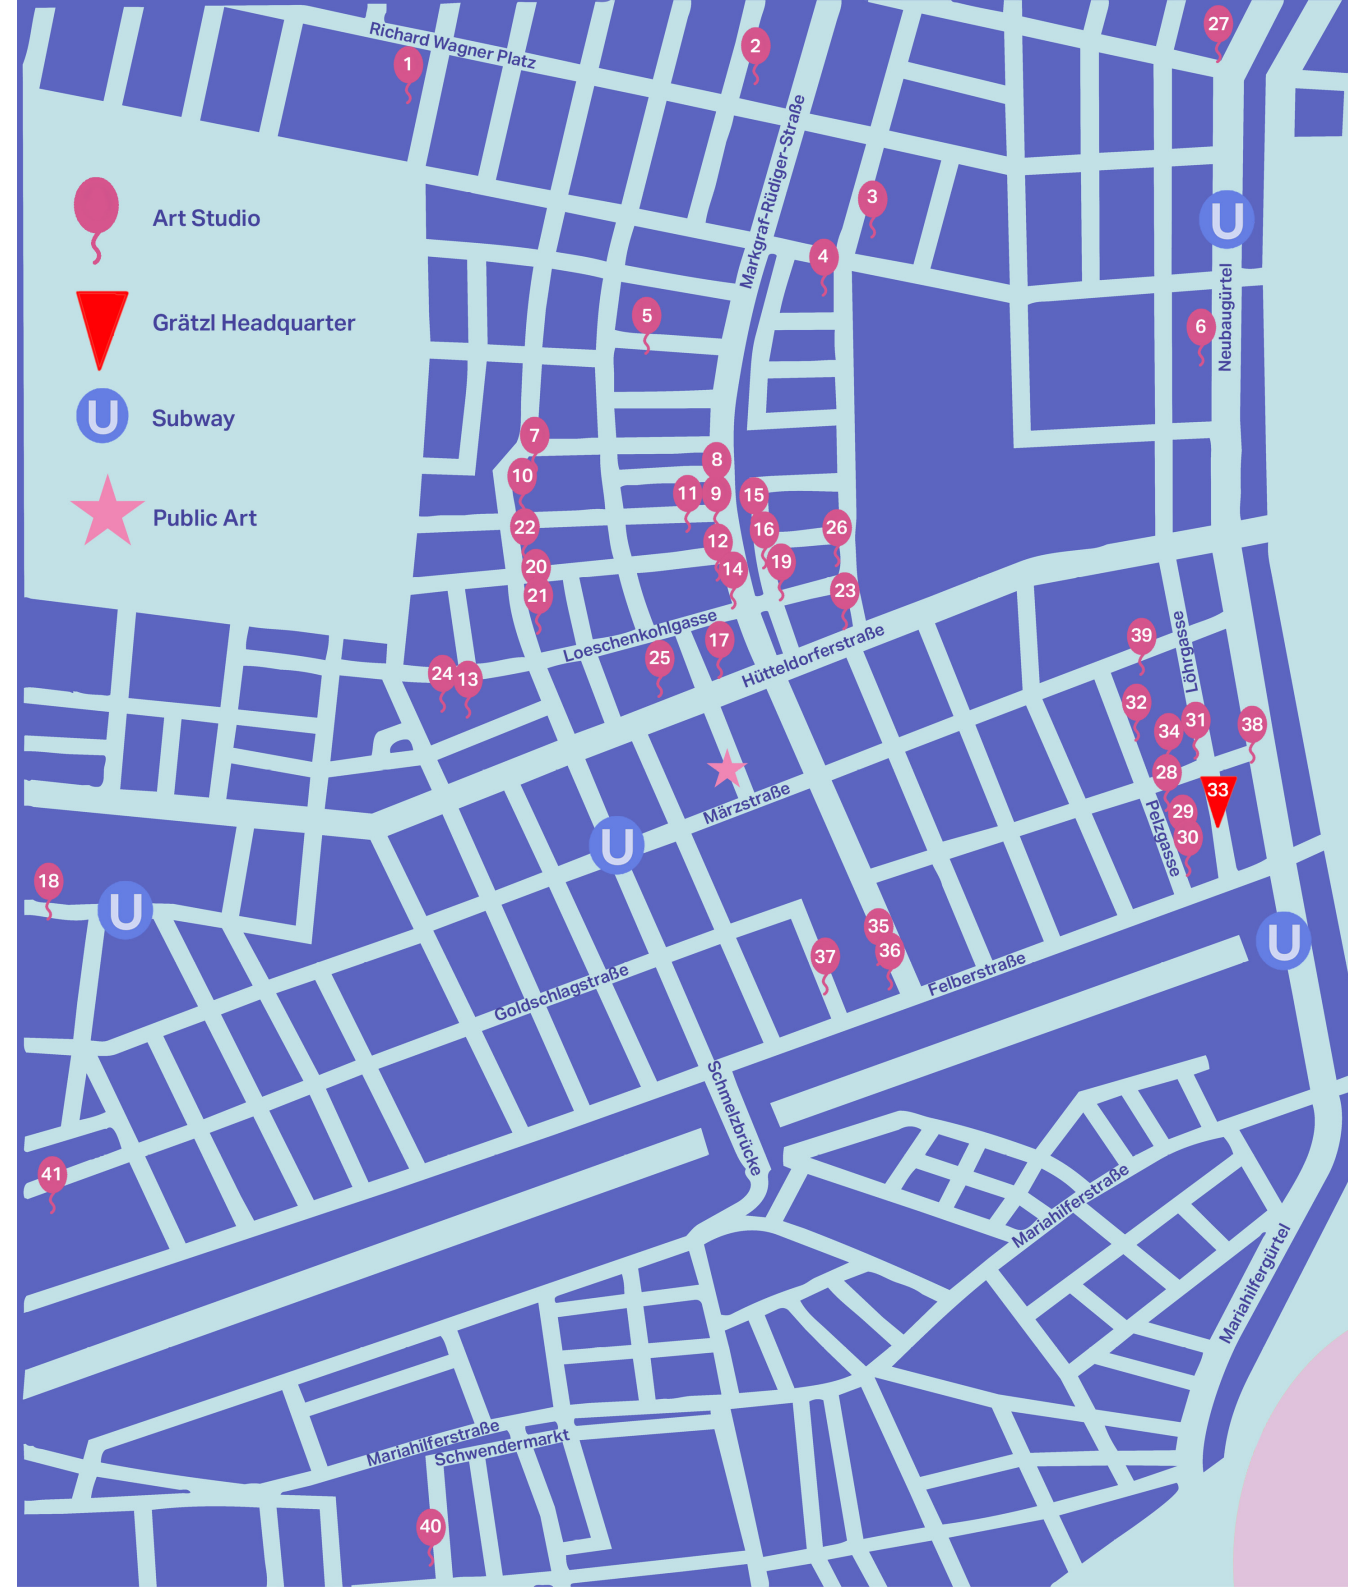 27
2
Richard Wagner Platz
1
Markgraf-Rüdiger-Straße
3
U
Art Studio
4
Neubaugürtel
5
6
Grätzl Headquarter
U
Subway
7
8
10
11
9
15
Public Art
22
16
26
12
19
20
14
21
23
Loeschenkohlgasse
17
39
Löhrgasse
25
Hütteldorferstraße
24
13
32
31
38
34
28
33
Märzstraße
29
Pelzgasse
30
U
18
U
35
37
36
U
Felberstraße
Goldschlagstraße
Schmelzbrücke
41
Mariahilferstraße
Mariahilfergürtel
Mariahilferstraße
Schwendermarkt
40